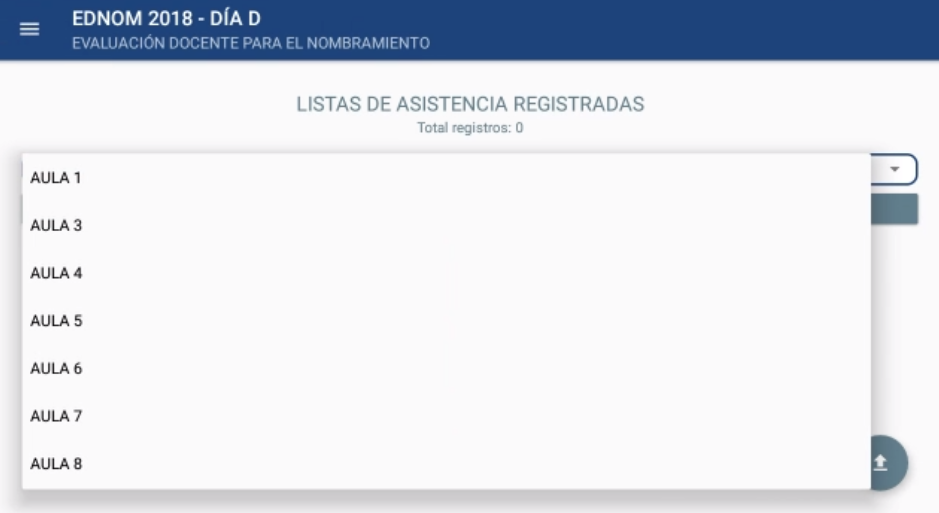 EDNOM 2018 - DÍA D
EVALUACIÓN DOCENTE PARA EL NOMBRAMIENTO
LISTAS DE ASISTENCIA REGISTRADAS
Total registros: 0
AULA 1
AULA 3
AULA 4
AULA 5
AULA 6
AULA 7
AULA 8